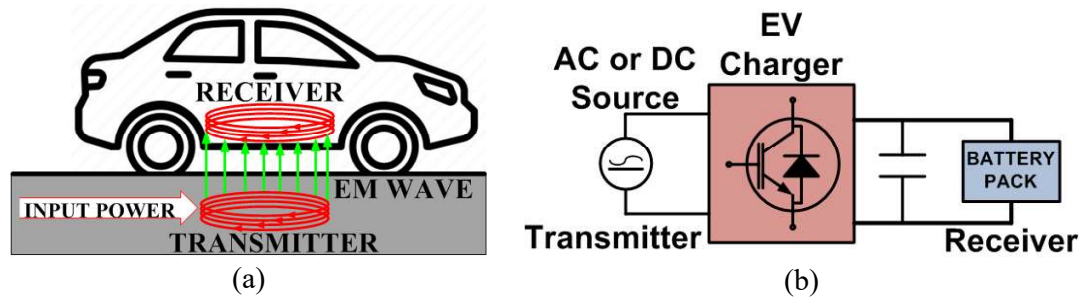 RECEIVER
EM WAVE
INPUT POWER
TRANSMITTER
(a)
EV
Charger
AC or DC
Source
Transmitter
BATTERY
PACK
Receiver
(b)